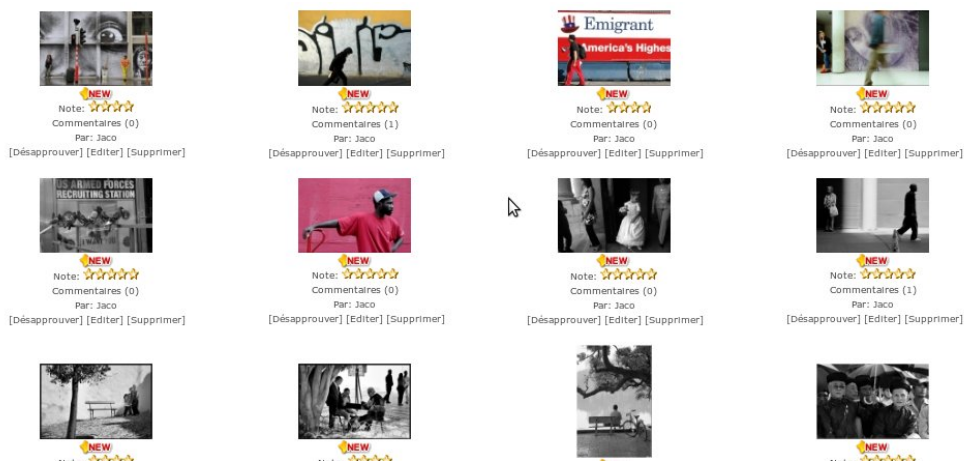 NEW NEW NEW NEW
Note: Note: Note: Note:
Commentaires (0) Commentaires (1) Commentaires (0) Commentaires (0)
Par: Jaco Par: Jaco Par: Jaco Par: Jaco
[Désapprouver] [Editer] [Supprimer] [Désapprouver] [Editer] [Supprimer] [Désapprouver] [Editer] [Supprimer] [Désapprouver] [Editer] [Supprimer]
Emigrant
America's Highes
US ARMED FORCES
RECRUITING STATION
NEW NEW NEW NEW
Note: Note: Note: Note:
Commentaires (0) Commentaires (0) Commentaires (0) Commentaires (1)
Par: Jaco Par: Jaco Par: Jaco Par: Jaco
[Désapprouver] [Editer] [Supprimer] [Désapprouver] [Editer] [Supprimer] [Désapprouver] [Editer] [Supprimer] [Désapprouver] [Editer] [Supprimer]
NEW NEW NEW